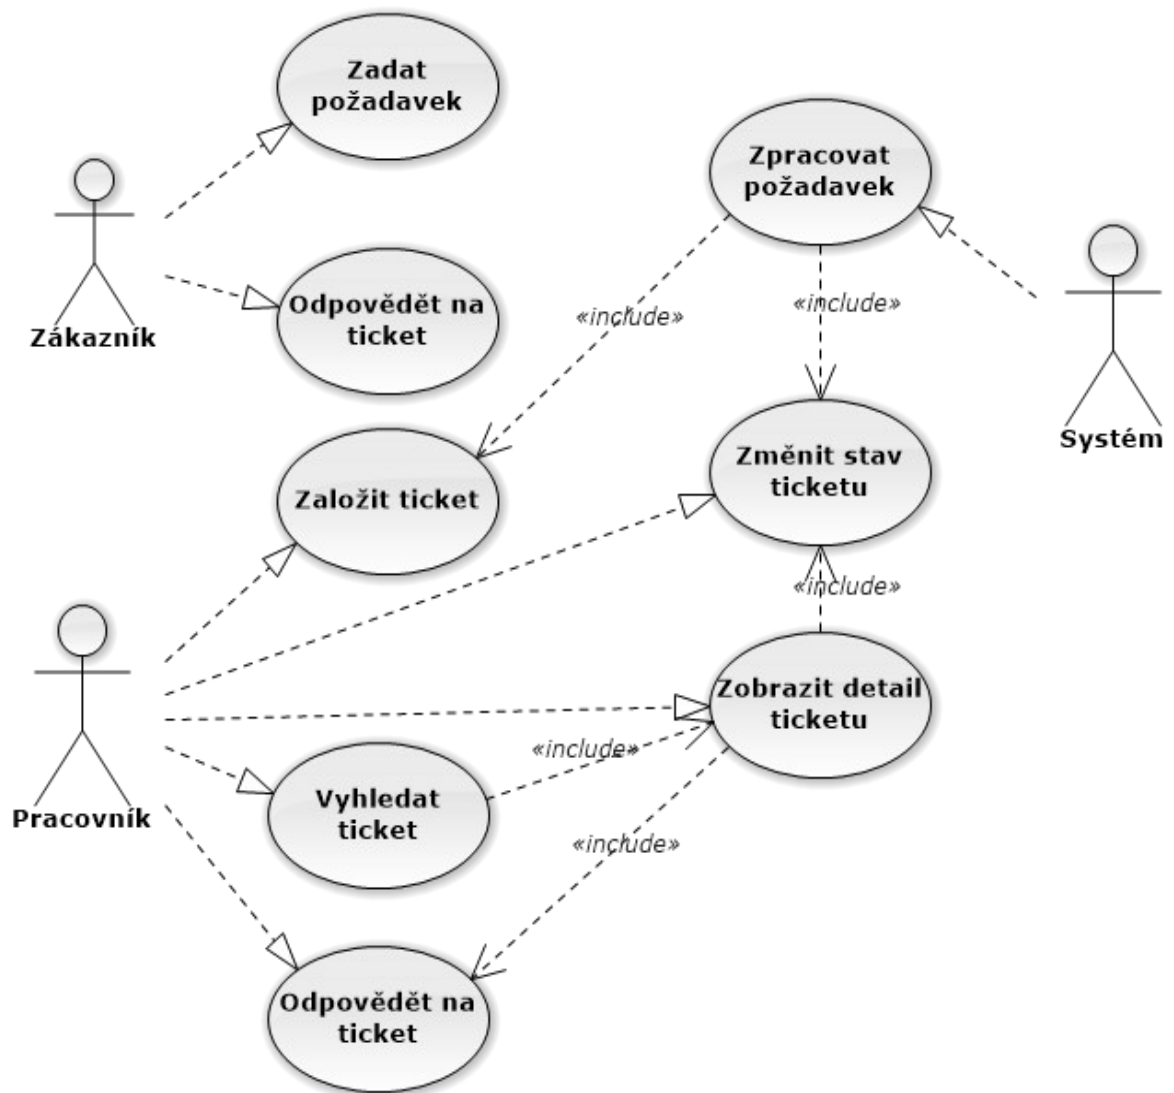 Zadat
požadavek
Zpracovat
požadavek
Zákazník
Odpovědět na
ticket
«include»
«include»
Systém
Založit ticket
Změnit stav
ticketu
«include»
Pracovník
Zobrazit detail
ticketu
«include»
Vyhledat
ticket
«include»
Odpovědět na
ticket